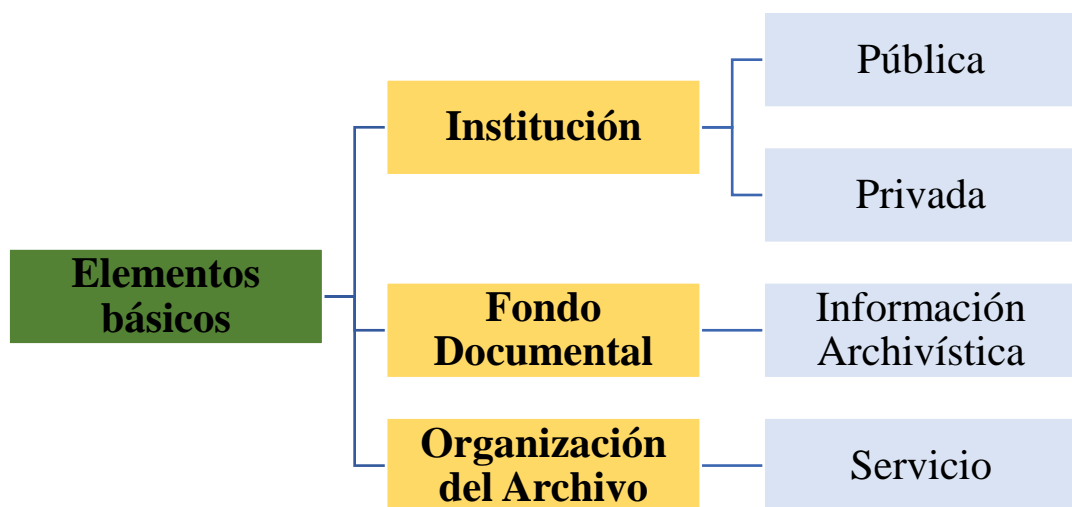 Elementos
básicos
Institución
Pública
Privada
Fondo
Documental
Información
Archivística
Organización
del Archivo
Servicio